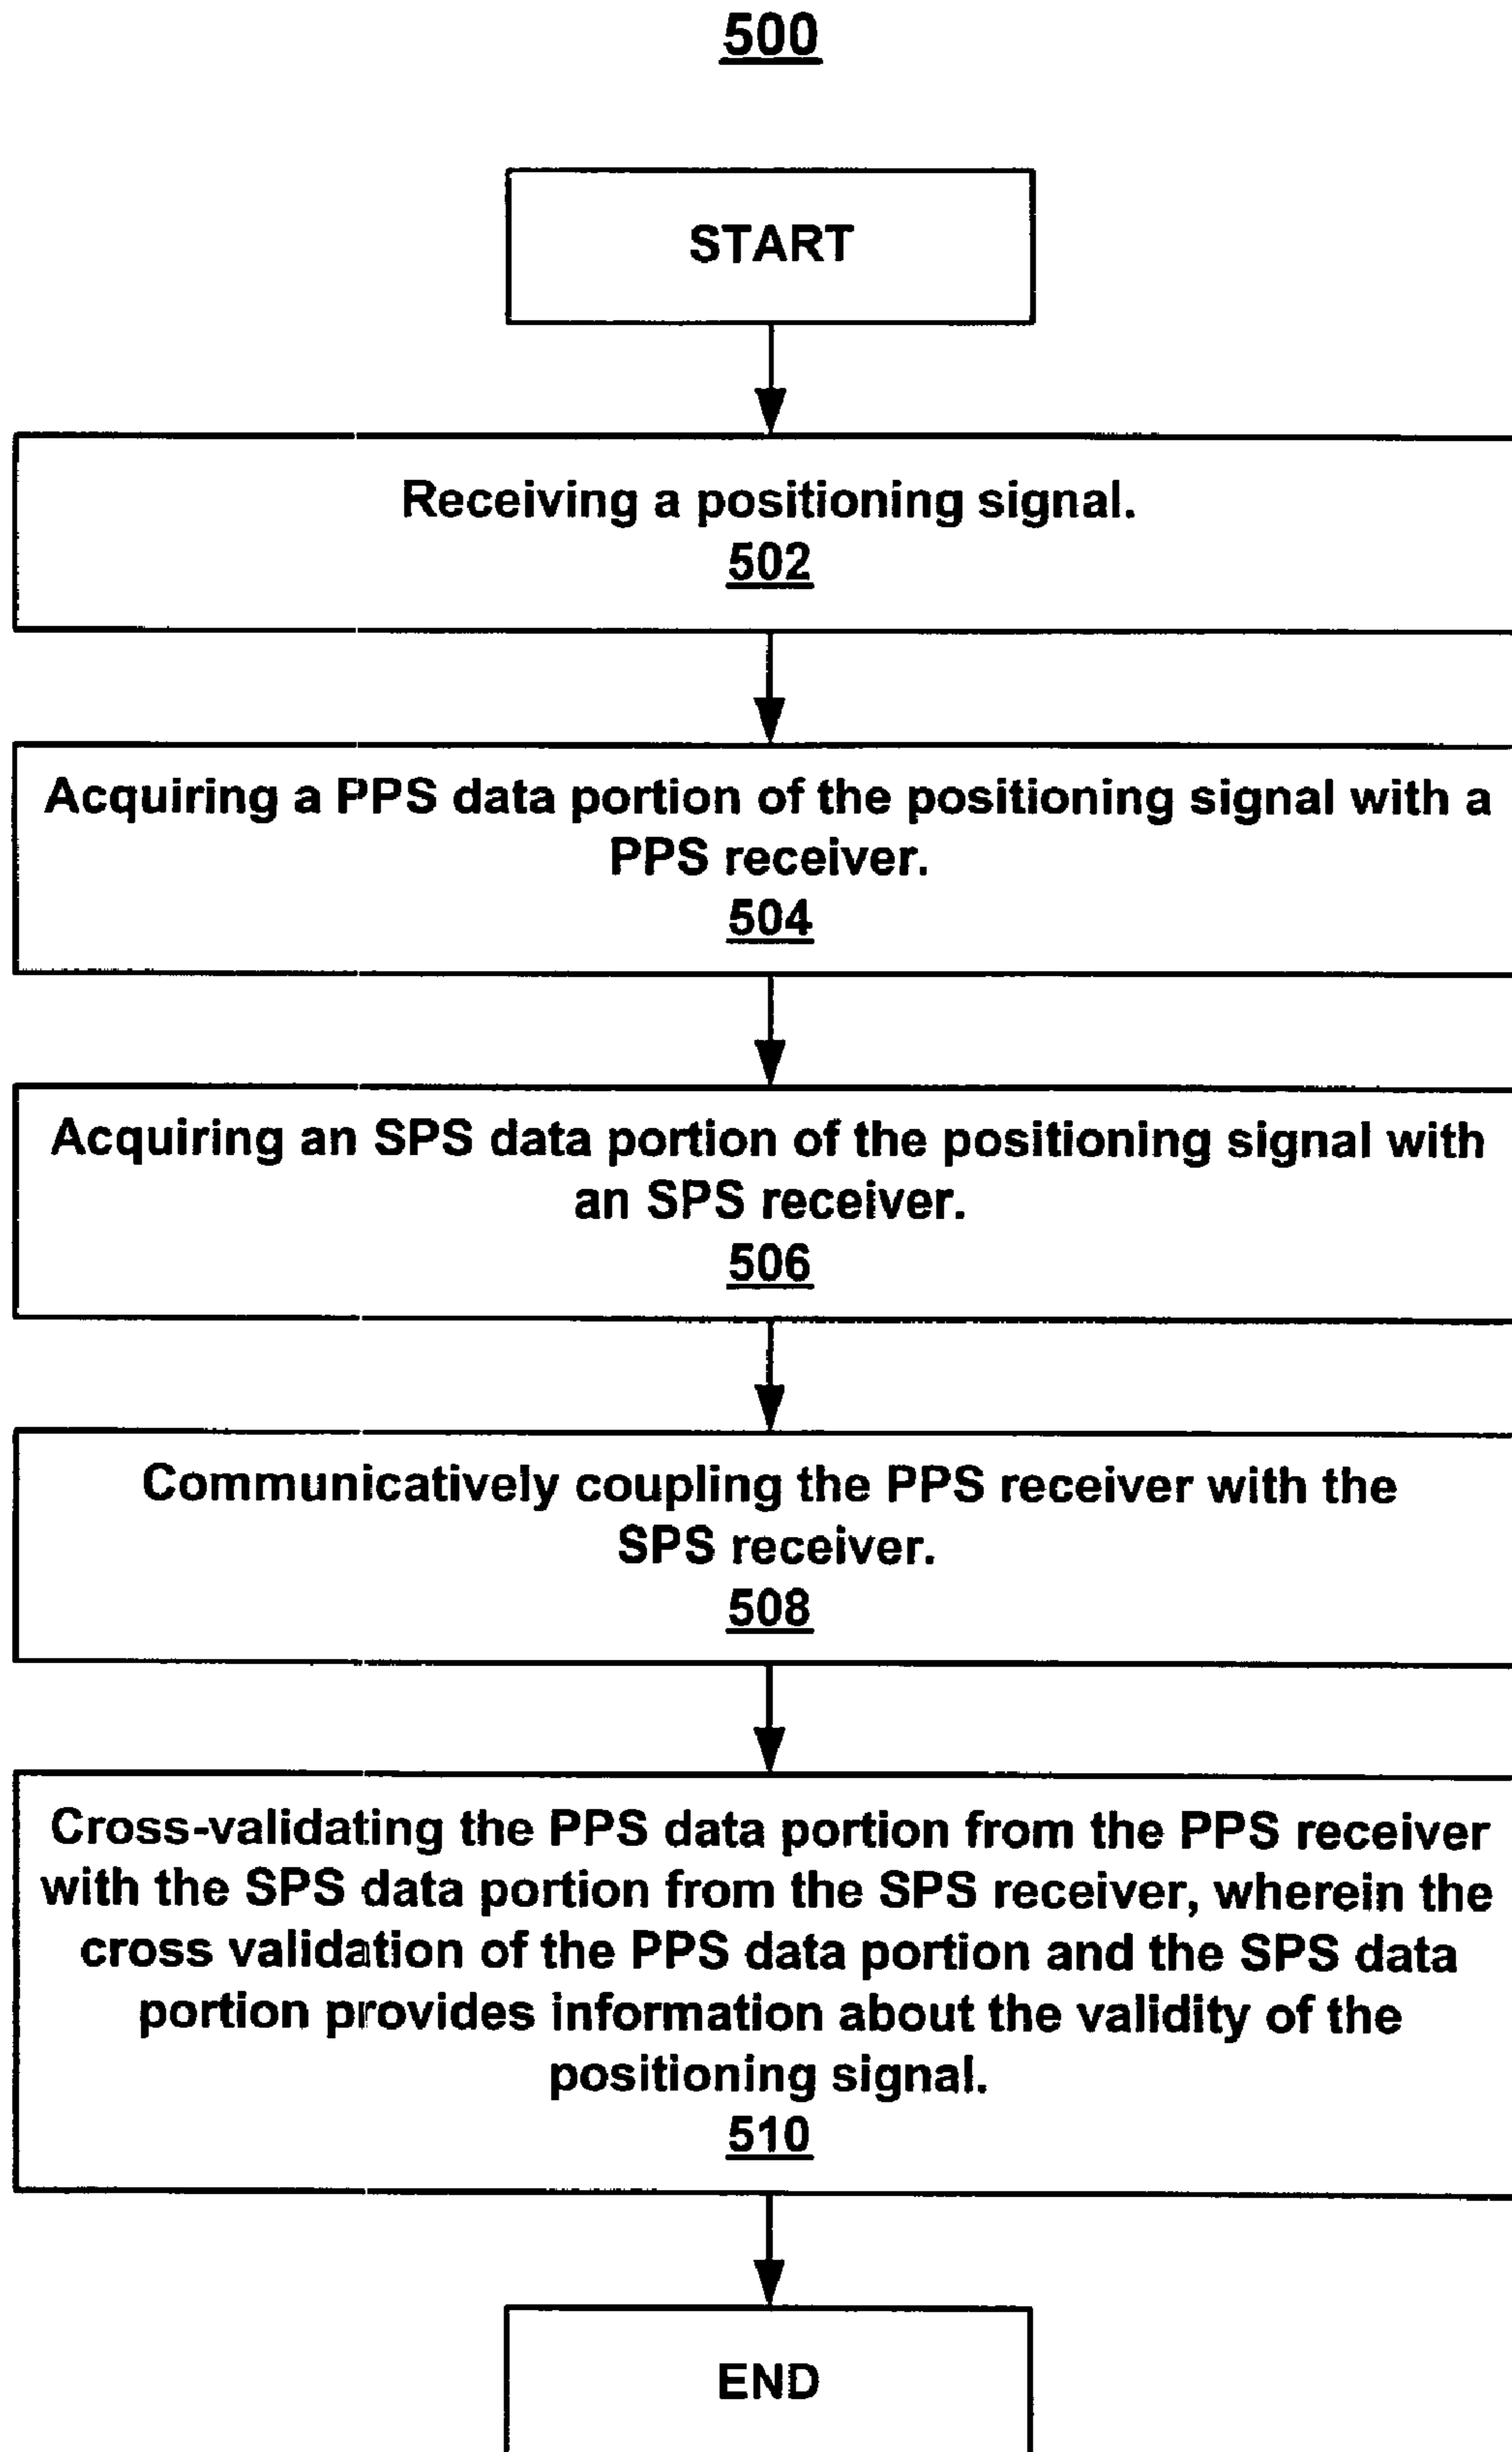 500
START
Receiving a positioning signal.
502
Acquiring a PPS data portion of the positioning signal with a
PPS receiver.
504
Acquiring an SPS data portion of the positioning signal with
an SPS receiver.
506
Communicatively coupling the PPS receiver with the
SPS receiver.
508
Cross-validating the PPS data portion from the PPS receiver
with the SPS data portion from the SPS receiver, wherein the
cross validation of the PPS data portion and the SPS data
portion provides information about the validity of the
positioning signal.
510
END